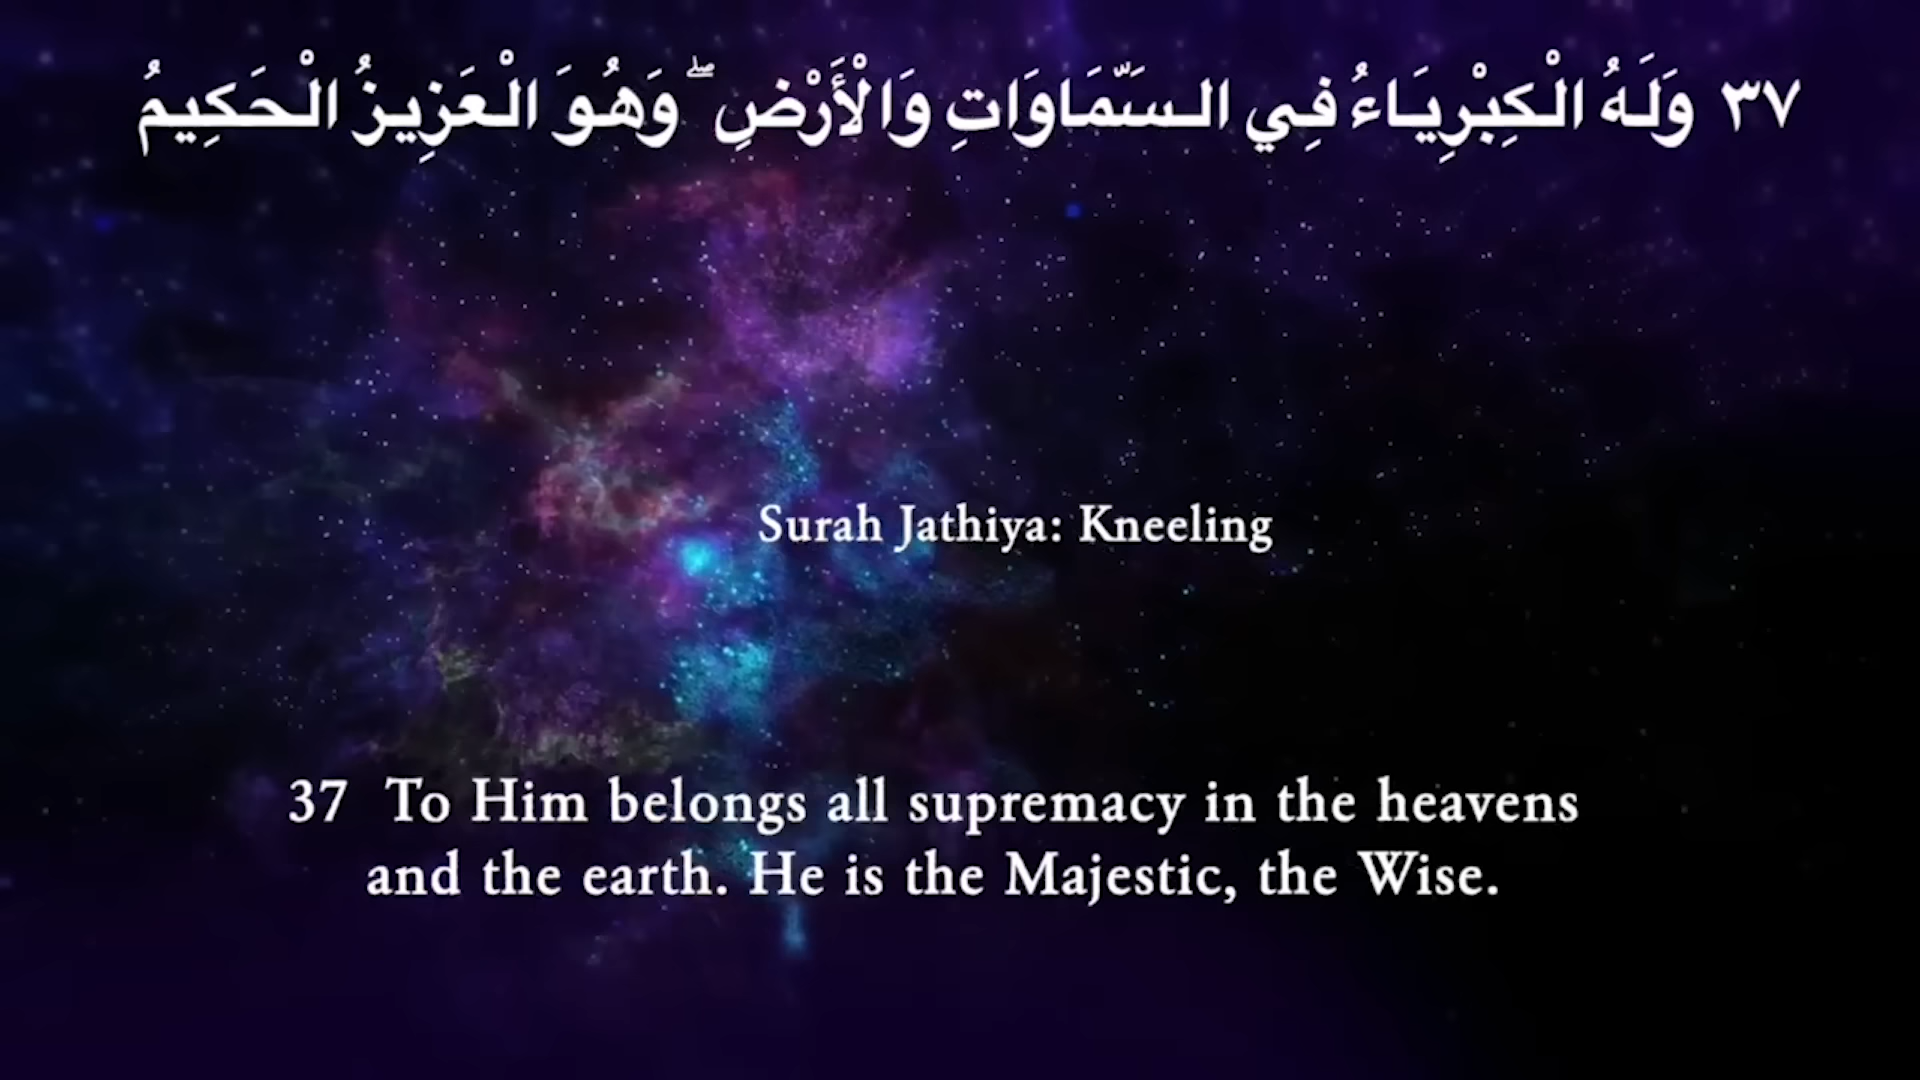 ٣٧ وَلَهُ الْكِبْرِيَاءُ فِي السَّمَاوَاتِ وَالْأَرْضِ ۖ وَهُوَ الْعَزِيزُ الْحَكِيمُ
Surah Jathiya: Kneeling
37 To Him belongs all supremacy in the heavens
and the earth. He is the Majestic, the Wise.